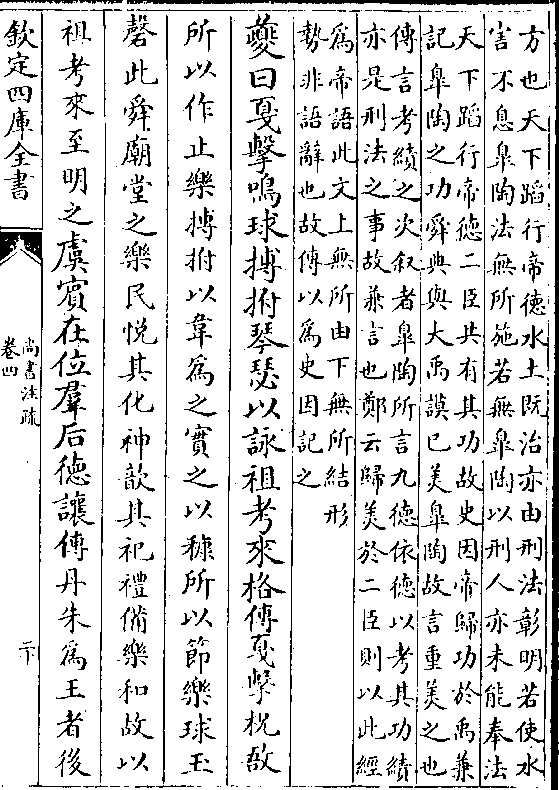 方也天下蹈行帝德水土既治亦由刑法彰明若使水
害不息臯陶法無所施若無臯陶以刑人亦未能奉法
天下蹈行帝德二臣共有其功故史因帝歸功於禹兼
記臯陶之功舜典與大禹謨已美臯陶故言重美之也
傳言考績之次叙者臯陶所言九德依德以考其功績
亦是刑法之事故兼言也鄭云歸美於二臣則以此經
為帝語此文上無所由下無所結形
勢非語辭也故傳以為史因記之
夔曰戛擊鳴球搏拊琴瑟以詠祖考來格傳戛擊柷敔
所以作止樂搏拊以韋為之實之以糠所以節樂球玉
磬此舜廟堂之樂民悅其化神歆其祀禮備樂和故以
祖考來至明之虞賓在位羣后德讓傳丹朱為王者後
欽定四庫全書
尚書注疏
卷四